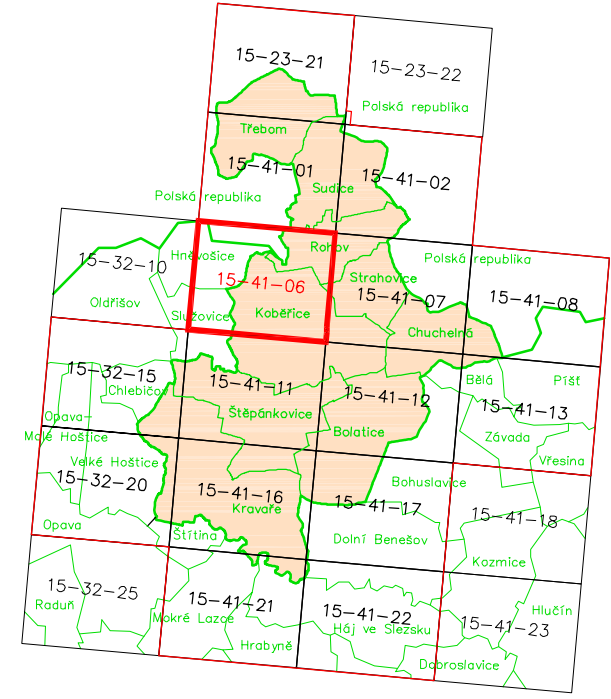 15-23-21
15-23-22
Polská republika
Třebom
15-41-01
15-41-02
Sudice
Polská republika
Rohov
Hněvošice
Polská republika
15-32-10
15-41-06
Strahovice
15-41-07
15-41-08
Oldřišov
Služovice
Kobeřice
Chuchelná
15-32-15
15-41-11
Bělá
Píšť
Chlebičov
15-41-12
15-41-13
Opava-
Malé Hoštice
Štěpánkovice
Bolatice
Závada
Velké Hoštice
Vřesina
15-32-20
15-41-16
Bohuslavice
Kravaře
15-41-17
15-41-18
Opava
Štítina
Dolní Benešov
Kozmice
15-32-25
15-41-21
15-41-22
Hlučín
Raduň
Mokré Lazce
Háj ve Slezsku
15-41-23
Hrabyně
Dobroslavice